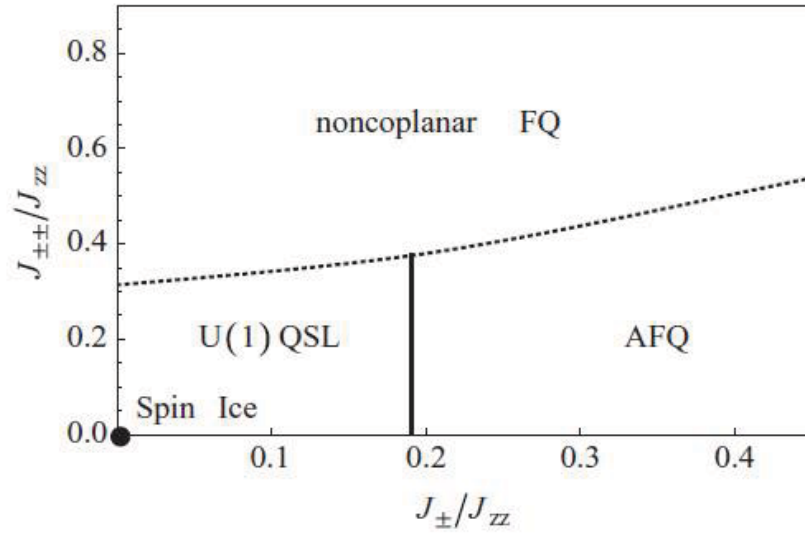 0.8
noncoplanar FQ
0.6
J±±/Jzz
0.4
U(1) QSL AFQ
0.2
Spin Ice
0.0
0.1 0.2 0.3 0.4
J±/Jzz